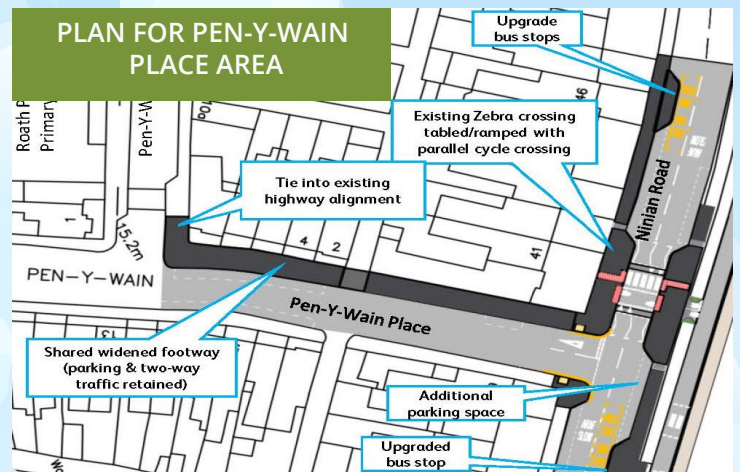 PLAN FOR PEN-Y-WAIN
PLACE AREA
Upgrade
bus stops
Roath P
Primary
Pen-Y-W
46
Existing Zebra crossing
tabled/ramped with
parallel cycle crossing
Tie into existing
highway alignment
Ninian Road
1
15.2m
4
2
41
PEN-Y-WAIN
Pen-Y-Wain Place
13
Shared widened footway
(parking & two-way
traffic retained)
Additional
parking space
Upgraded
bus stop